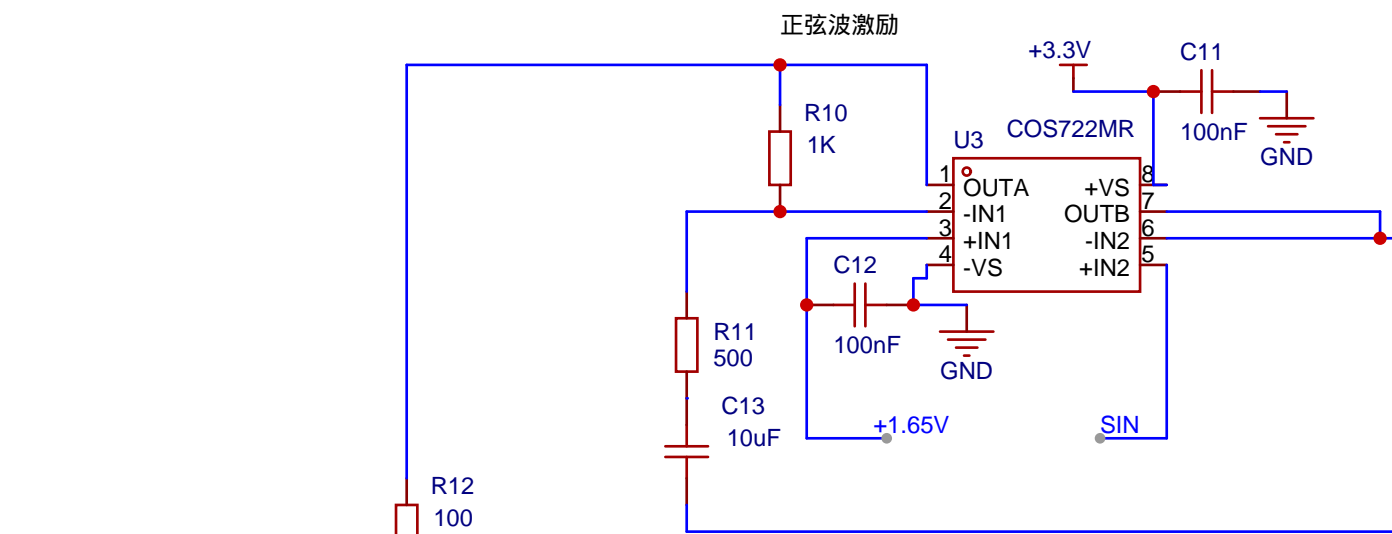 正弦波激励
+3.3V
C11
100nF
GND
R10
1K
U3
COS722MR
1
OUTA
2
-IN1
3
+IN1
4
-VS
8
+VS
7
OUTB
6
-IN2
5
+IN2
C12
100nF
GND
R11
500
C13
10uF
+1.65V
SIN
R12
100